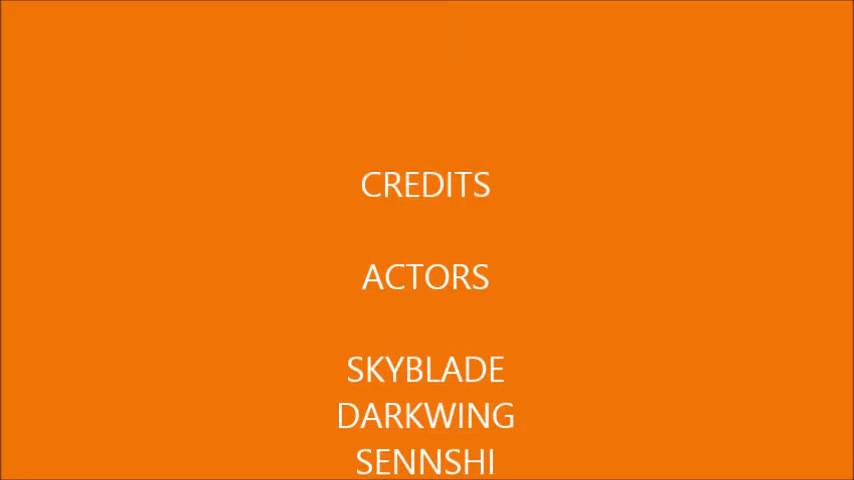 CREDITS
ACTORS
SKYBLADE
DARKWING
SENNSHI